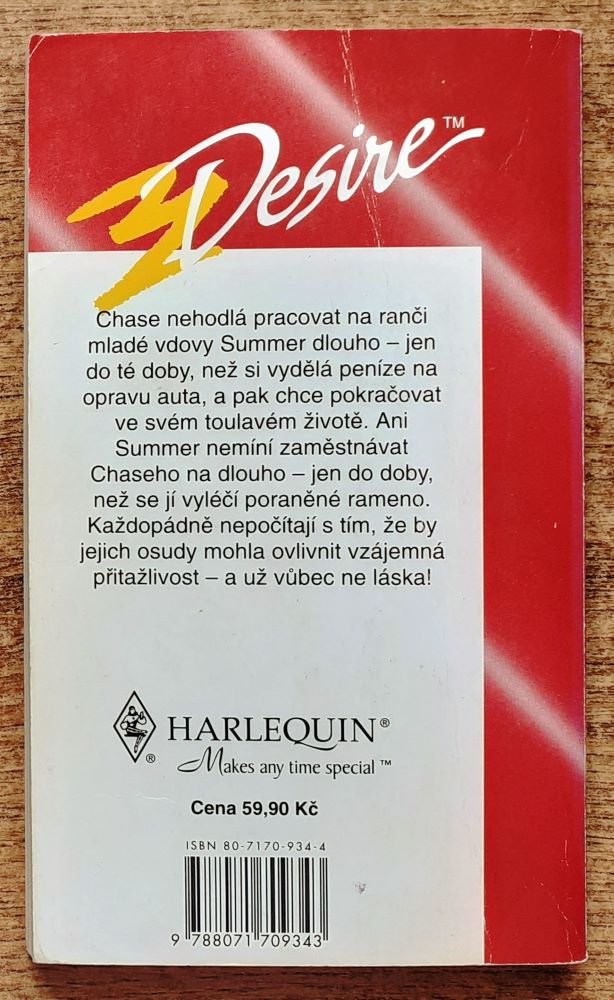 Desire™
Chase nehodlá pracovat na ranči
mladé vdovy Summer dlouho – jen
do té doby, než si vydělá peníze na
opravu auta, a pak chce pokračovat
ve svém toulavém životě. Ani
Summer nemíní zaměstnávat
Chaseho na dlouho – jen do doby,
než se jí vyléčí poraněné rameno.
Každopádně nepočítají s tím, že by
jejich osudy mohla ovlivnit vzájemná
přitažlivost – a už vůbec ne láska!
® HARLEQUIN®
Makes any time special™
Cena 59,90 Kč
ISBN 80-7170-934-4
9 788071 709343